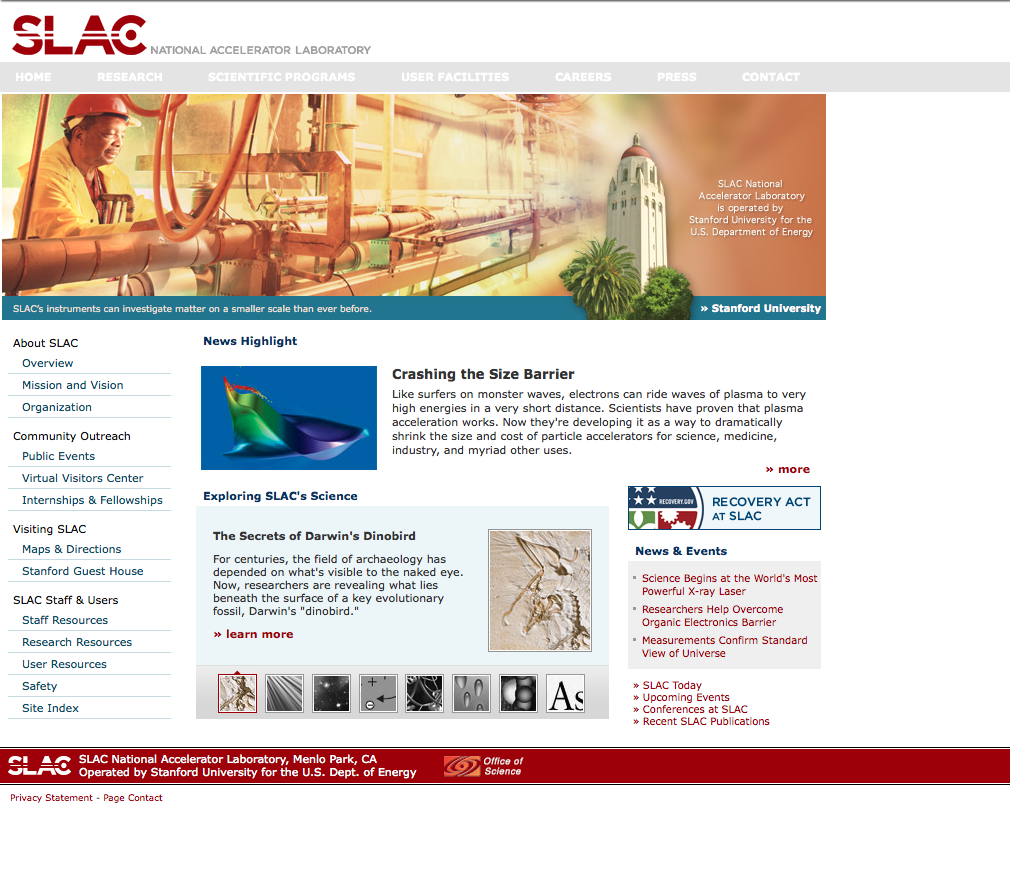 SLAC NATIONAL ACCELERATOR LABORATORY
HOME RESEARCH SCIENTIFIC PROGRAMS USER FACILITIES CAREERS PRESS CONTACT
SLAC National
Accelerator Laboratory
is operated by
Stanford University for the
U.S. Department of Energy
SLAC's instruments can investigate matter on a smaller scale than ever before.
» Stanford University
About SLAC
Overview
Mission and Vision
Organization
Community Outreach
Public Events
Virtual Visitors Center
Internships & Fellowships
Visiting SLAC
Maps & Directions
Stanford Guest House
SLAC Staff & Users
Staff Resources
Research Resources
User Resources
Safety
Site Index
News Highlight
Crashing the Size Barrier
Like surfers on monster waves, electrons can ride waves of plasma to very
high energies in a very short distance. Scientists have proven that plasma
acceleration works. Now they're developing it as a way to dramatically
shrink the size and cost of particle accelerators for science, medicine,
industry, and myriad other uses.
» more
Exploring SLAC's Science
The Secrets of Darwin's Dinobird
For centuries, the field of archaeology has
depended on what's visible to the naked eye.
Now, researchers are revealing what lies
beneath the surface of a key evolutionary
fossil, Darwin's "dinobird."
» learn more
As
RECOVERY.GOV
RECOVERY ACT
AT SLAC
News & Events
Science Begins at the World's Most
Powerful X-ray Laser
Researchers Help Overcome
Organic Electronics Barrier
Measurements Confirm Standard
View of Universe
» SLAC Today
» Upcoming Events
» Conferences at SLAC
» Recent SLAC Publications
SLAC
SLAC National Accelerator Laboratory, Menlo Park, CA
Operated by Stanford University for the U.S. Dept. of Energy
Office of
Science
Privacy Statement - Page Contact